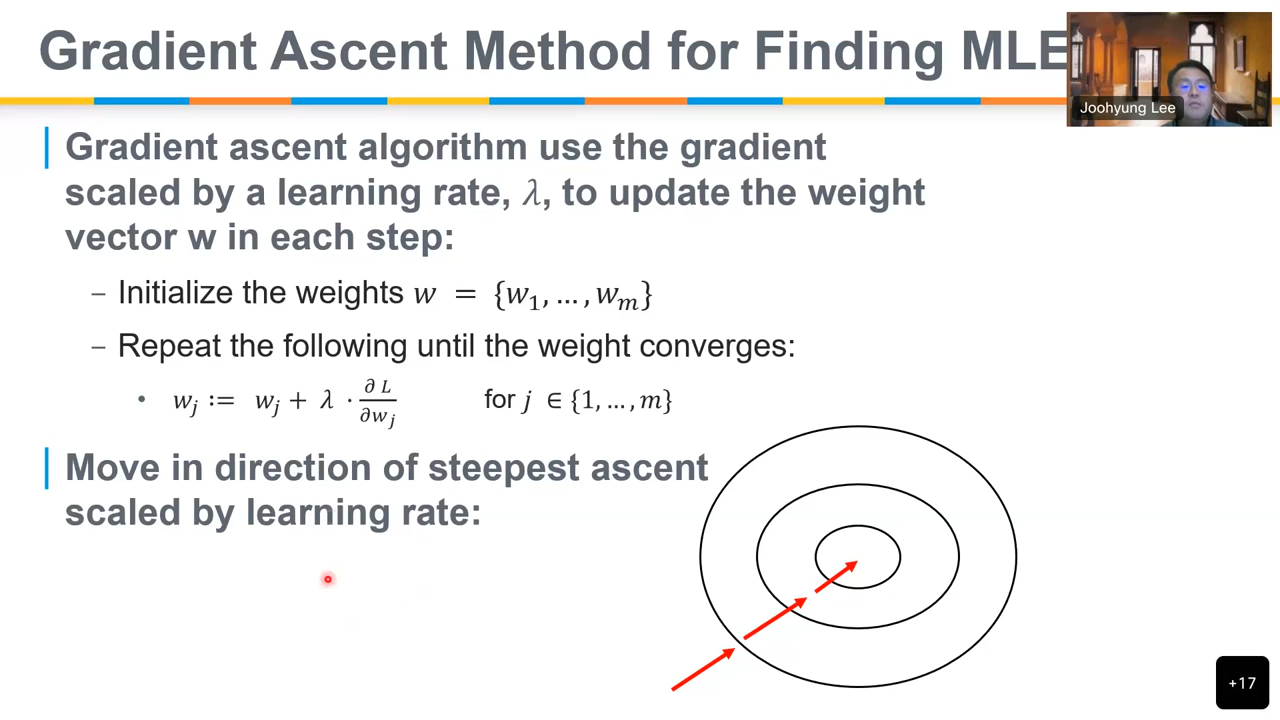 Gradient Ascent Method for Finding MLE
Joohyung Lee
Gradient ascent algorithm use the gradient
scaled by a learning rate, λ, to update the weight
vector w in each step:
– Initialize the weights w = {w₁, … , wₘ}
– Repeat the following until the weight converges:
• wⱼ := wⱼ + λ · ∂ L / ∂wⱼ for j ∈ {1, … , m}
Move in direction of steepest ascent
scaled by learning rate:
+17